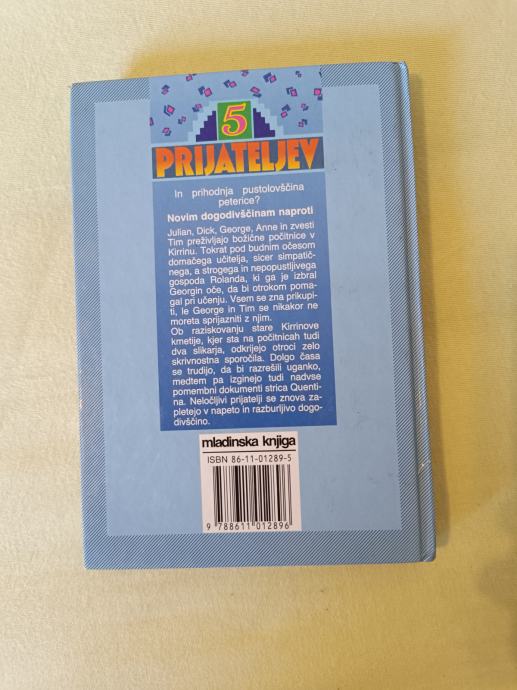 5
PRIJATELJEV
In prihodnja pustolovščina
peterice?
Novim dogodivščinam naproti
Julian, Dick, George, Anne in zvesti
Tim preživljajo božične počitnice v
Kirrinu. Tokrat pod budnim očesom
domačega učitelja, sicer simpatič-
nega, a strogega in nepopustljivega
gospoda Rolanda, ki ga je izbral
Georgin oče, da bi otrokom poma-
gal pri učenju. Vsem se zna prikupi-
ti, le George in Tim se nikakor ne
moreta sprijazniti z njim.
Ob raziskovanju stare Kirrinove
kmetije, kjer sta na počitnicah tudi
dva slikarja, odkrijejo otroci zelo
skrivnostna sporočila. Dolgo časa
se trudijo, da bi razrešili uganko,
medtem pa izginejo tudi nadvse
pomembni dokumenti strica Quenti-
na. Neločljivi prijatelji se znova za-
pletejo v napeto in razburljivo dogo-
divščino.
mladinska knjiga
ISBN 86-11-01289-5
9 788611 012896